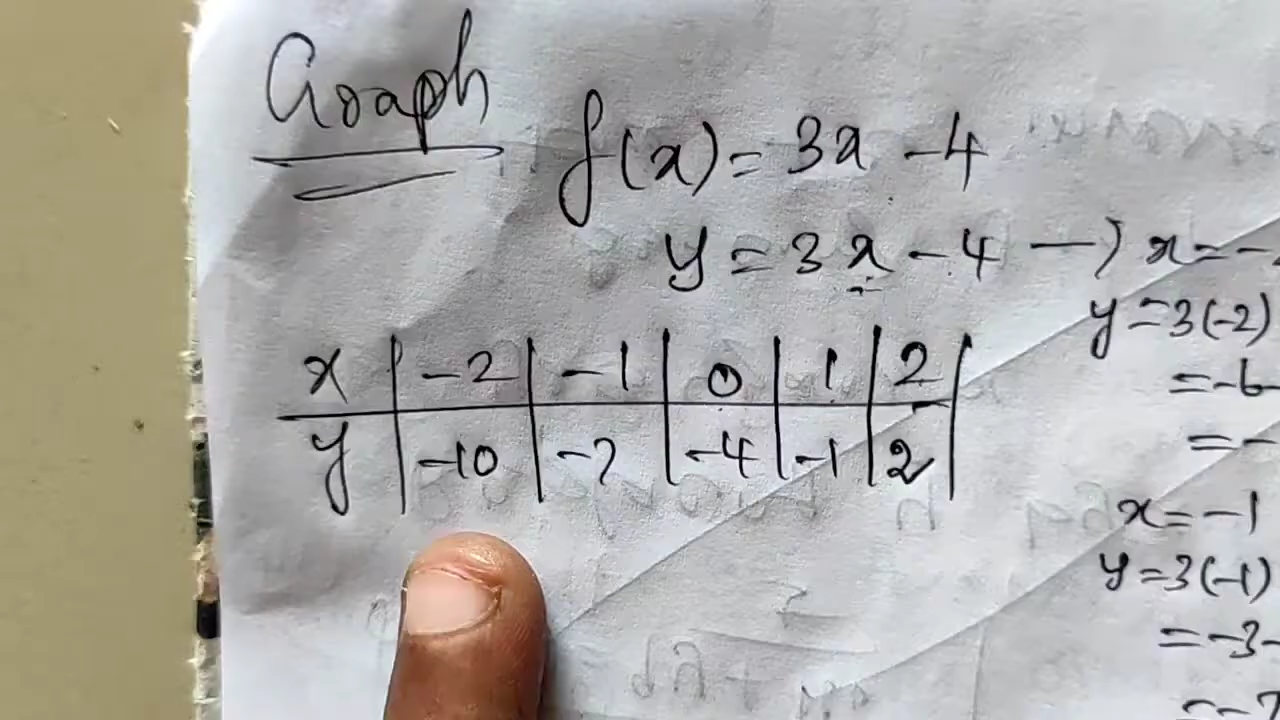 Graph
f(x) = 3x - 4
y = 3x - 4 → x = -
x | -2 | -1 | 0 | 1 | 2 |
y | -10 | -7 | -4 | -1 | 2 |
y = 3(-2)
= -6
= -
x = -1
y = 3(-1)
= -3 -
= -7